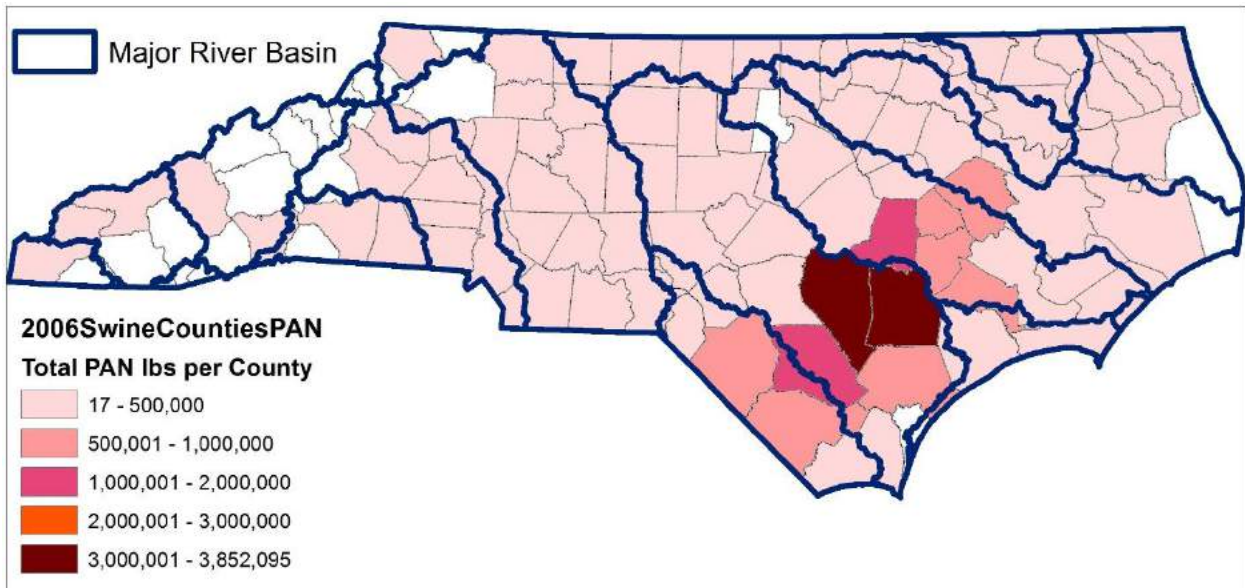 Major River Basin
2006SwineCountiesPAN
Total PAN lbs per County
17 - 500,000
500,001 - 1,000,000
1,000,001 - 2,000,000
2,000,001 - 3,000,000
3,000,001 - 3,852,095